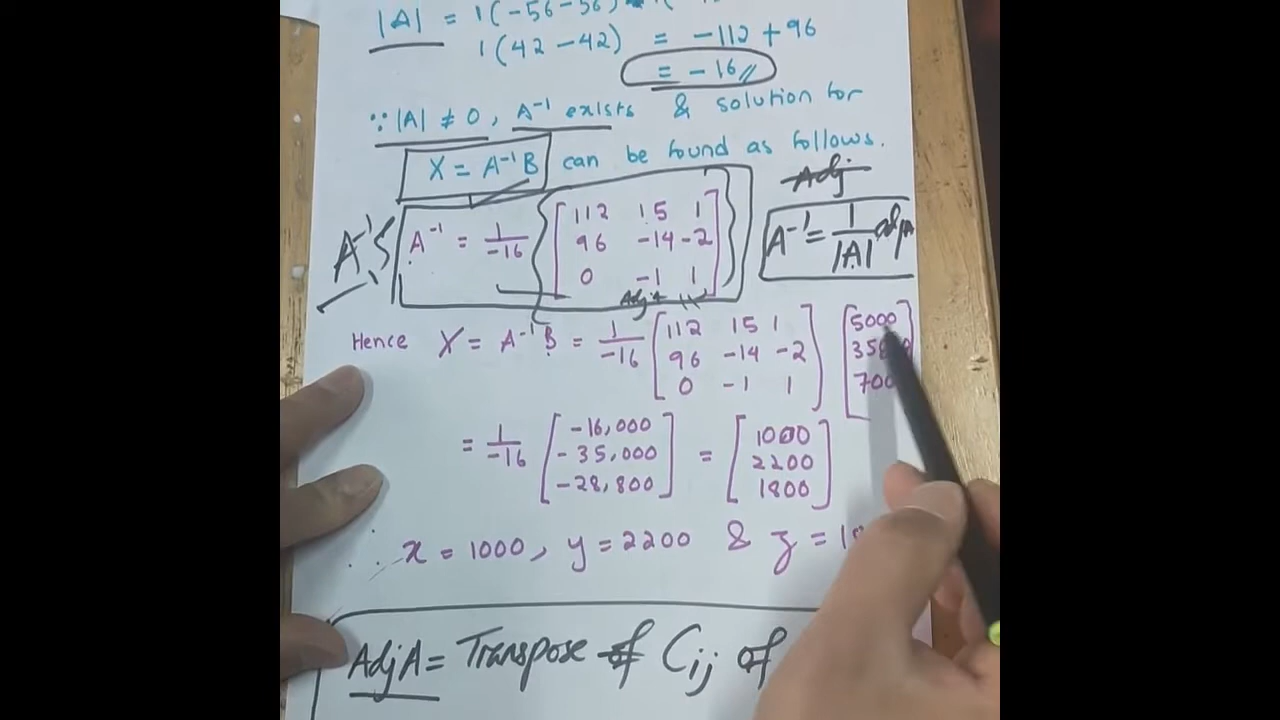 |A| = 1(-56-56)
1(42-42) = -112+96
= -16 //
∵ |A| ≠ 0, A⁻¹ exists & solution for
X = A⁻¹B can be found as follows.
Adj
A⁻¹s A⁻¹ = 1/-16 [112 15 1
96 -14 -2
0 -1 1]
Adj A
A⁻¹ = 1/|A| adjA
Hence X = A⁻¹B = 1/-16 [112 15 1 [5000
96 -14 -2
0 -1 1]
= 1/-16 [-16,000 = [1000
-35,000 2200
-28,800] 1800]
∴ x = 1000, y = 2200 & z =
AdjA = Transpose of Cij of